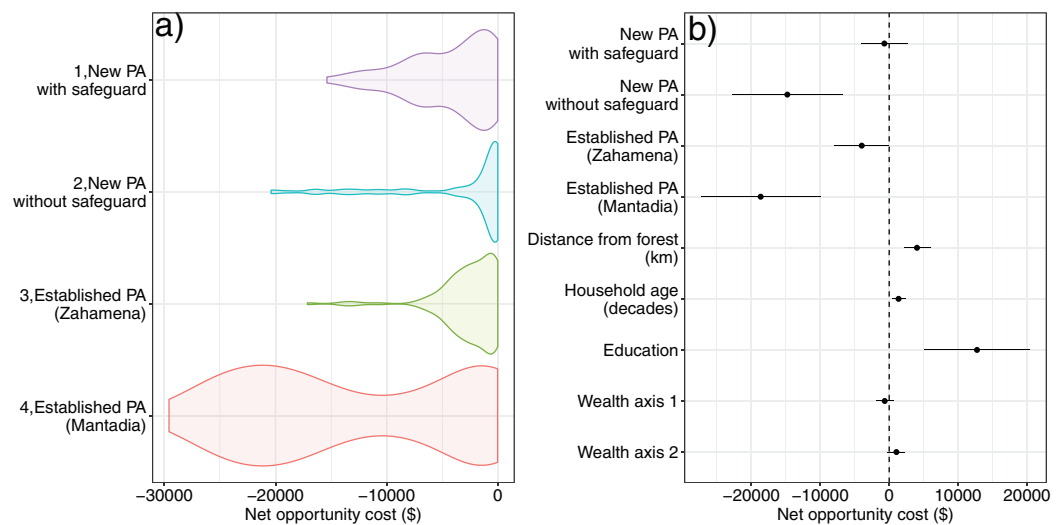 a)
1,New PA
with safeguard
2,New PA
without safeguard
3,Established PA
(Zahamena)
4,Established PA
(Mantadia)
−30000 −20000 −10000 0
Net opportunity cost ($)
b)
New PA
with safeguard
New PA
without safeguard
Established PA
(Zahamena)
Established PA
(Mantadia)
Distance from forest
(km)
Household age
(decades)
Education
Wealth axis 1
Wealth axis 2
−20000 −10000 0 10000 20000
Net opportunity cost ($)